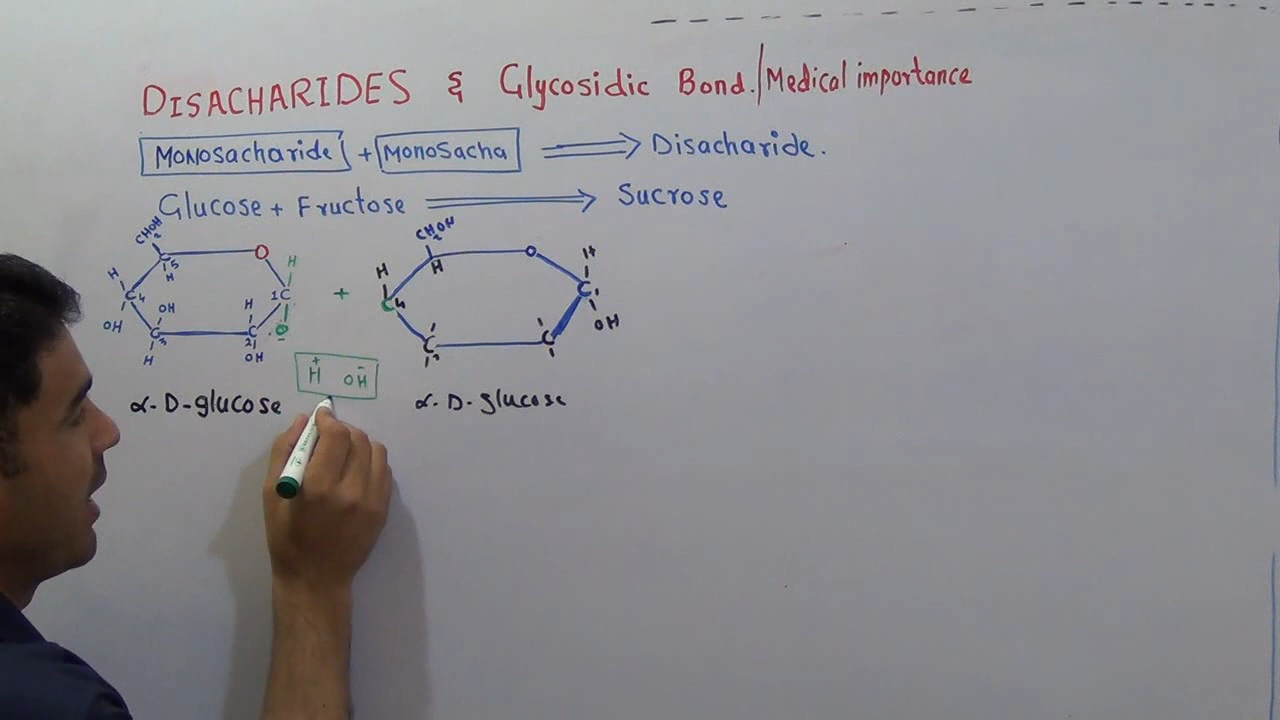 DISACHARIDES & Glycosidic Bond./Medical importance
MONOSacharide + MONOSacha ⟹ Disacharide.
Glucose + Fructose ⟹ Sucrose
CH2OH O H CH2OH O H
C5 H H H
H C4 1C + C4 C1
OH OH H O OH
C3 C2 C3 C
H OH
H+ OH-
α-D-glucose α-D-glucose